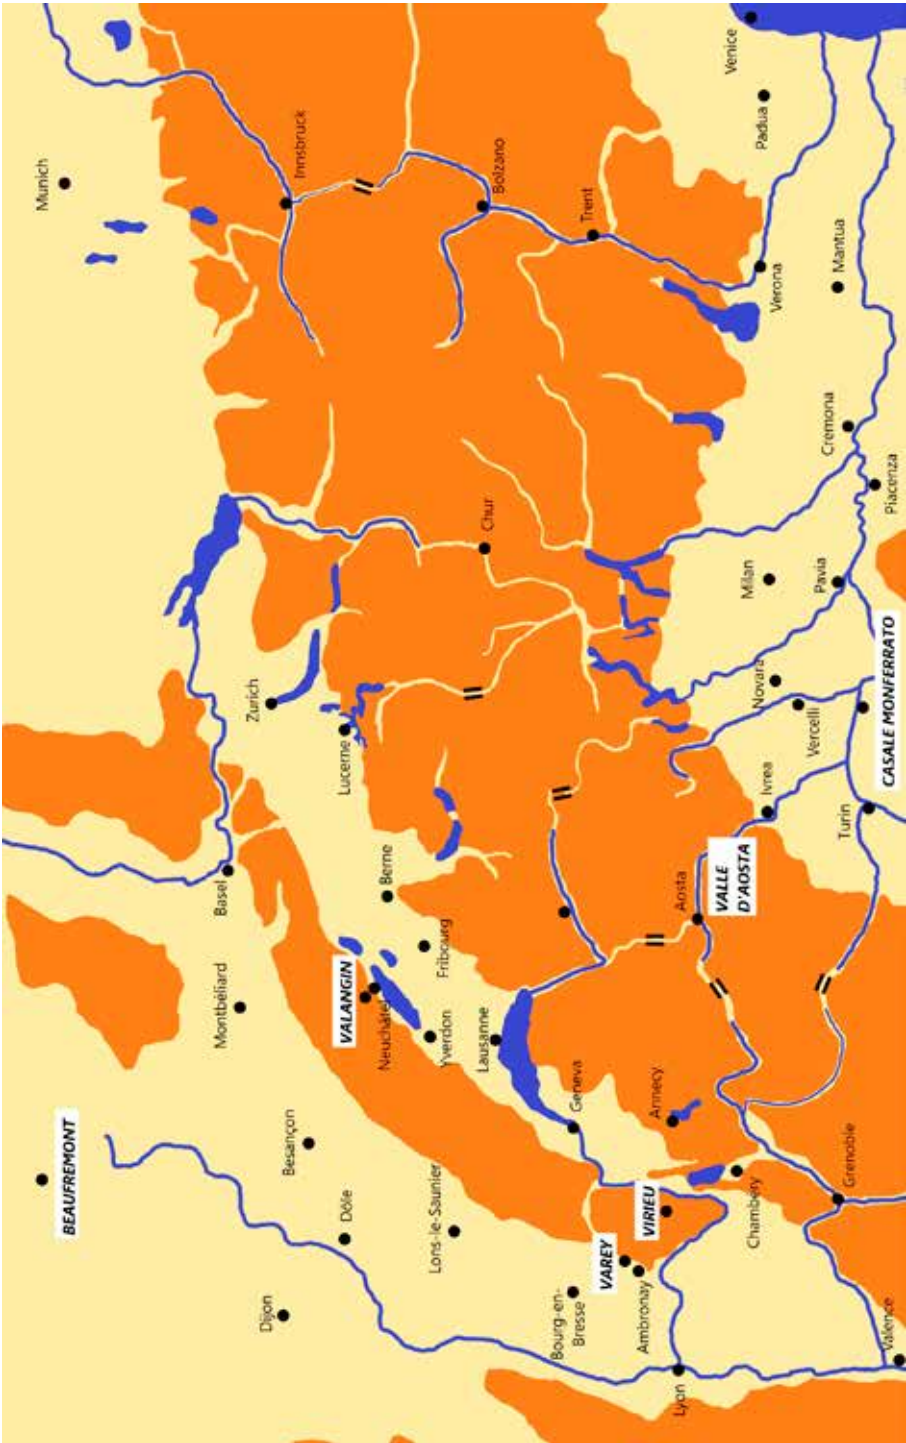 BEAUFREMONT
Munich
Montbéliard
Basel
Dijon
Besançon
Zurich
Innsbruck
Dôle
VALANGIN
Neuchâtel
Berne
Lucerne
Lons-le-Saunier
Yverdon
Fribourg
Lausanne
Chur
Bolzano
Bourg-en-
Bresse
Geneva
Trent
VAREY
Ambronay
VIRIEU
Annecy
Aosta
Lyon
Chambéry
VALLE
D'AOSTA
Ivrea
Novara
Milan
Verona
Padua
Venice
Vercelli
Pavia
Mantua
Grenoble
Turin
Cremona
Valence
CASALE MONFERRATO
Piacenza